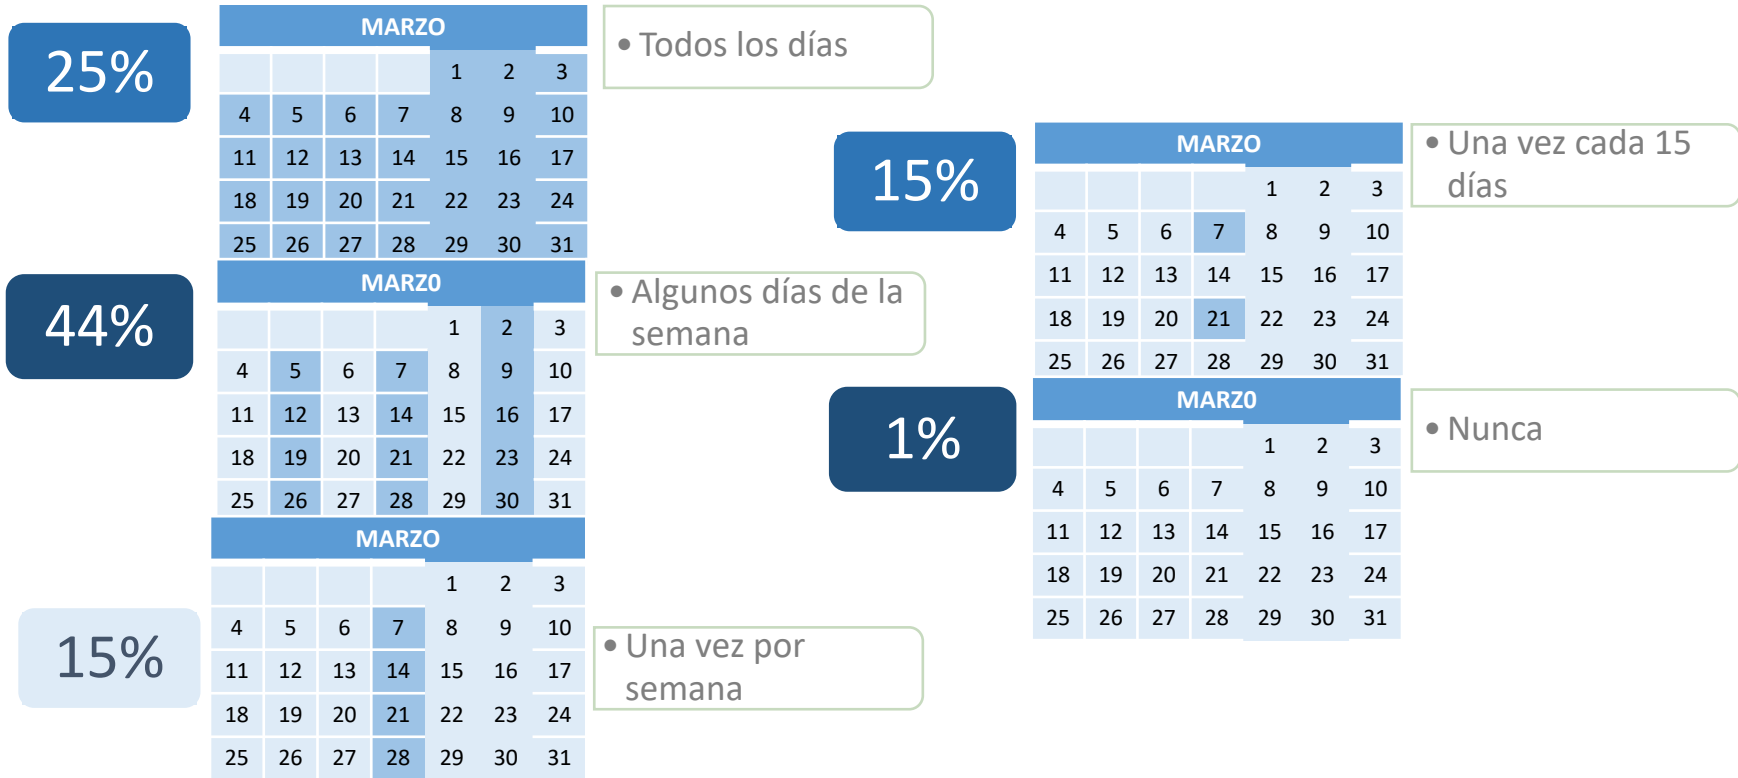 25%
MARZO
1 2 3
4 5 6 7 8 9 10
11 12 13 14 15 16 17
18 19 20 21 22 23 24
25 26 27 28 29 30 31
• Todos los días
44%
MARZ0
1 2 3
4 5 6 7 8 9 10
11 12 13 14 15 16 17
18 19 20 21 22 23 24
25 26 27 28 29 30 31
• Algunos días de la
semana
15%
MARZO
1 2 3
4 5 6 7 8 9 10
11 12 13 14 15 16 17
18 19 20 21 22 23 24
25 26 27 28 29 30 31
• Una vez por
semana
15%
MARZO
1 2 3
4 5 6 7 8 9 10
11 12 13 14 15 16 17
18 19 20 21 22 23 24
25 26 27 28 29 30 31
• Una vez cada 15
días
1%
MARZ0
1 2 3
4 5 6 7 8 9 10
11 12 13 14 15 16 17
18 19 20 21 22 23 24
25 26 27 28 29 30 31
• Nunca